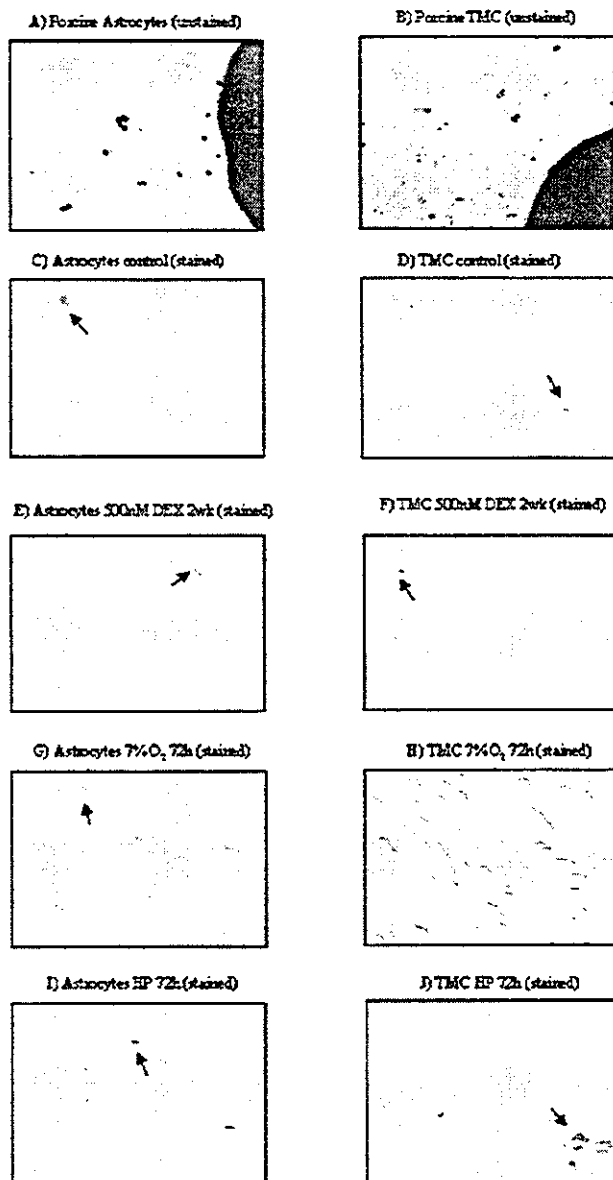 A) Porcine Astrocytes (unstained)
B) Porcine TMC (unstained)
C) Astrocytes control (stained)
D) TMC control (stained)
E) Astrocytes 500nM DEX 2wk (stained)
F) TMC 500nM DEX 2wk (stained)
G) Astrocytes 7% O₂ 72h (stained)
H) TMC 7% O₂ 72h (stained)
I) Astrocytes HP 72h (stained)
J) TMC HP 72h (stained)